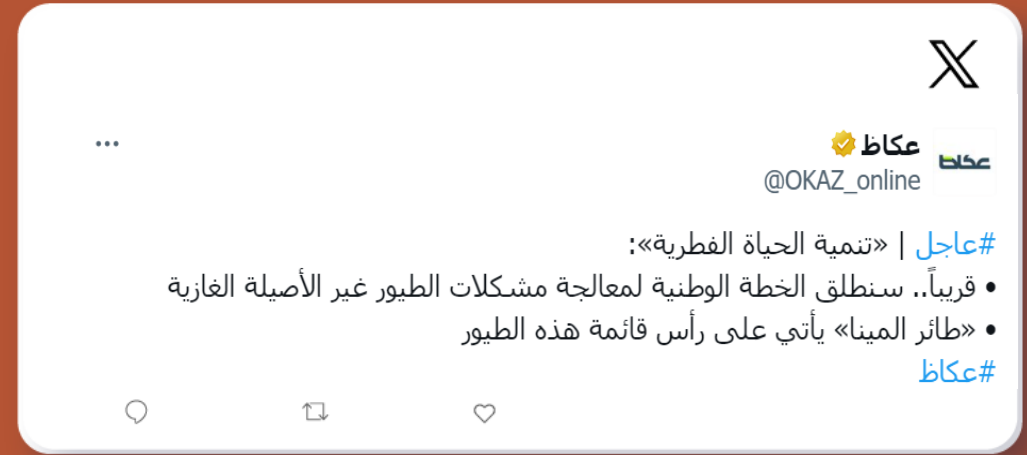 عكاظ
عكاظ
@OKAZ_online
#عاجل | «تنمية الحياة الفطرية»:
• قريباً.. سنطلق الخطة الوطنية لمعالجة مشكلات الطيور غير الأصيلة الغازية
• «طائر المينا» يأتي على رأس قائمة هذه الطيور
#عكاظ